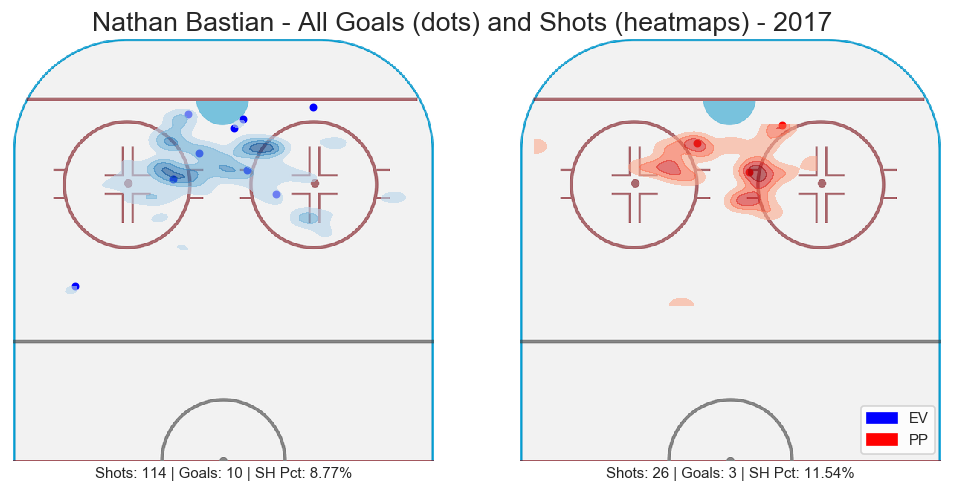 Nathan Bastian - All Goals (dots) and Shots (heatmaps) - 2017
EV
PP
Shots: 114 | Goals: 10 | SH Pct: 8.77%
Shots: 26 | Goals: 3 | SH Pct: 11.54%